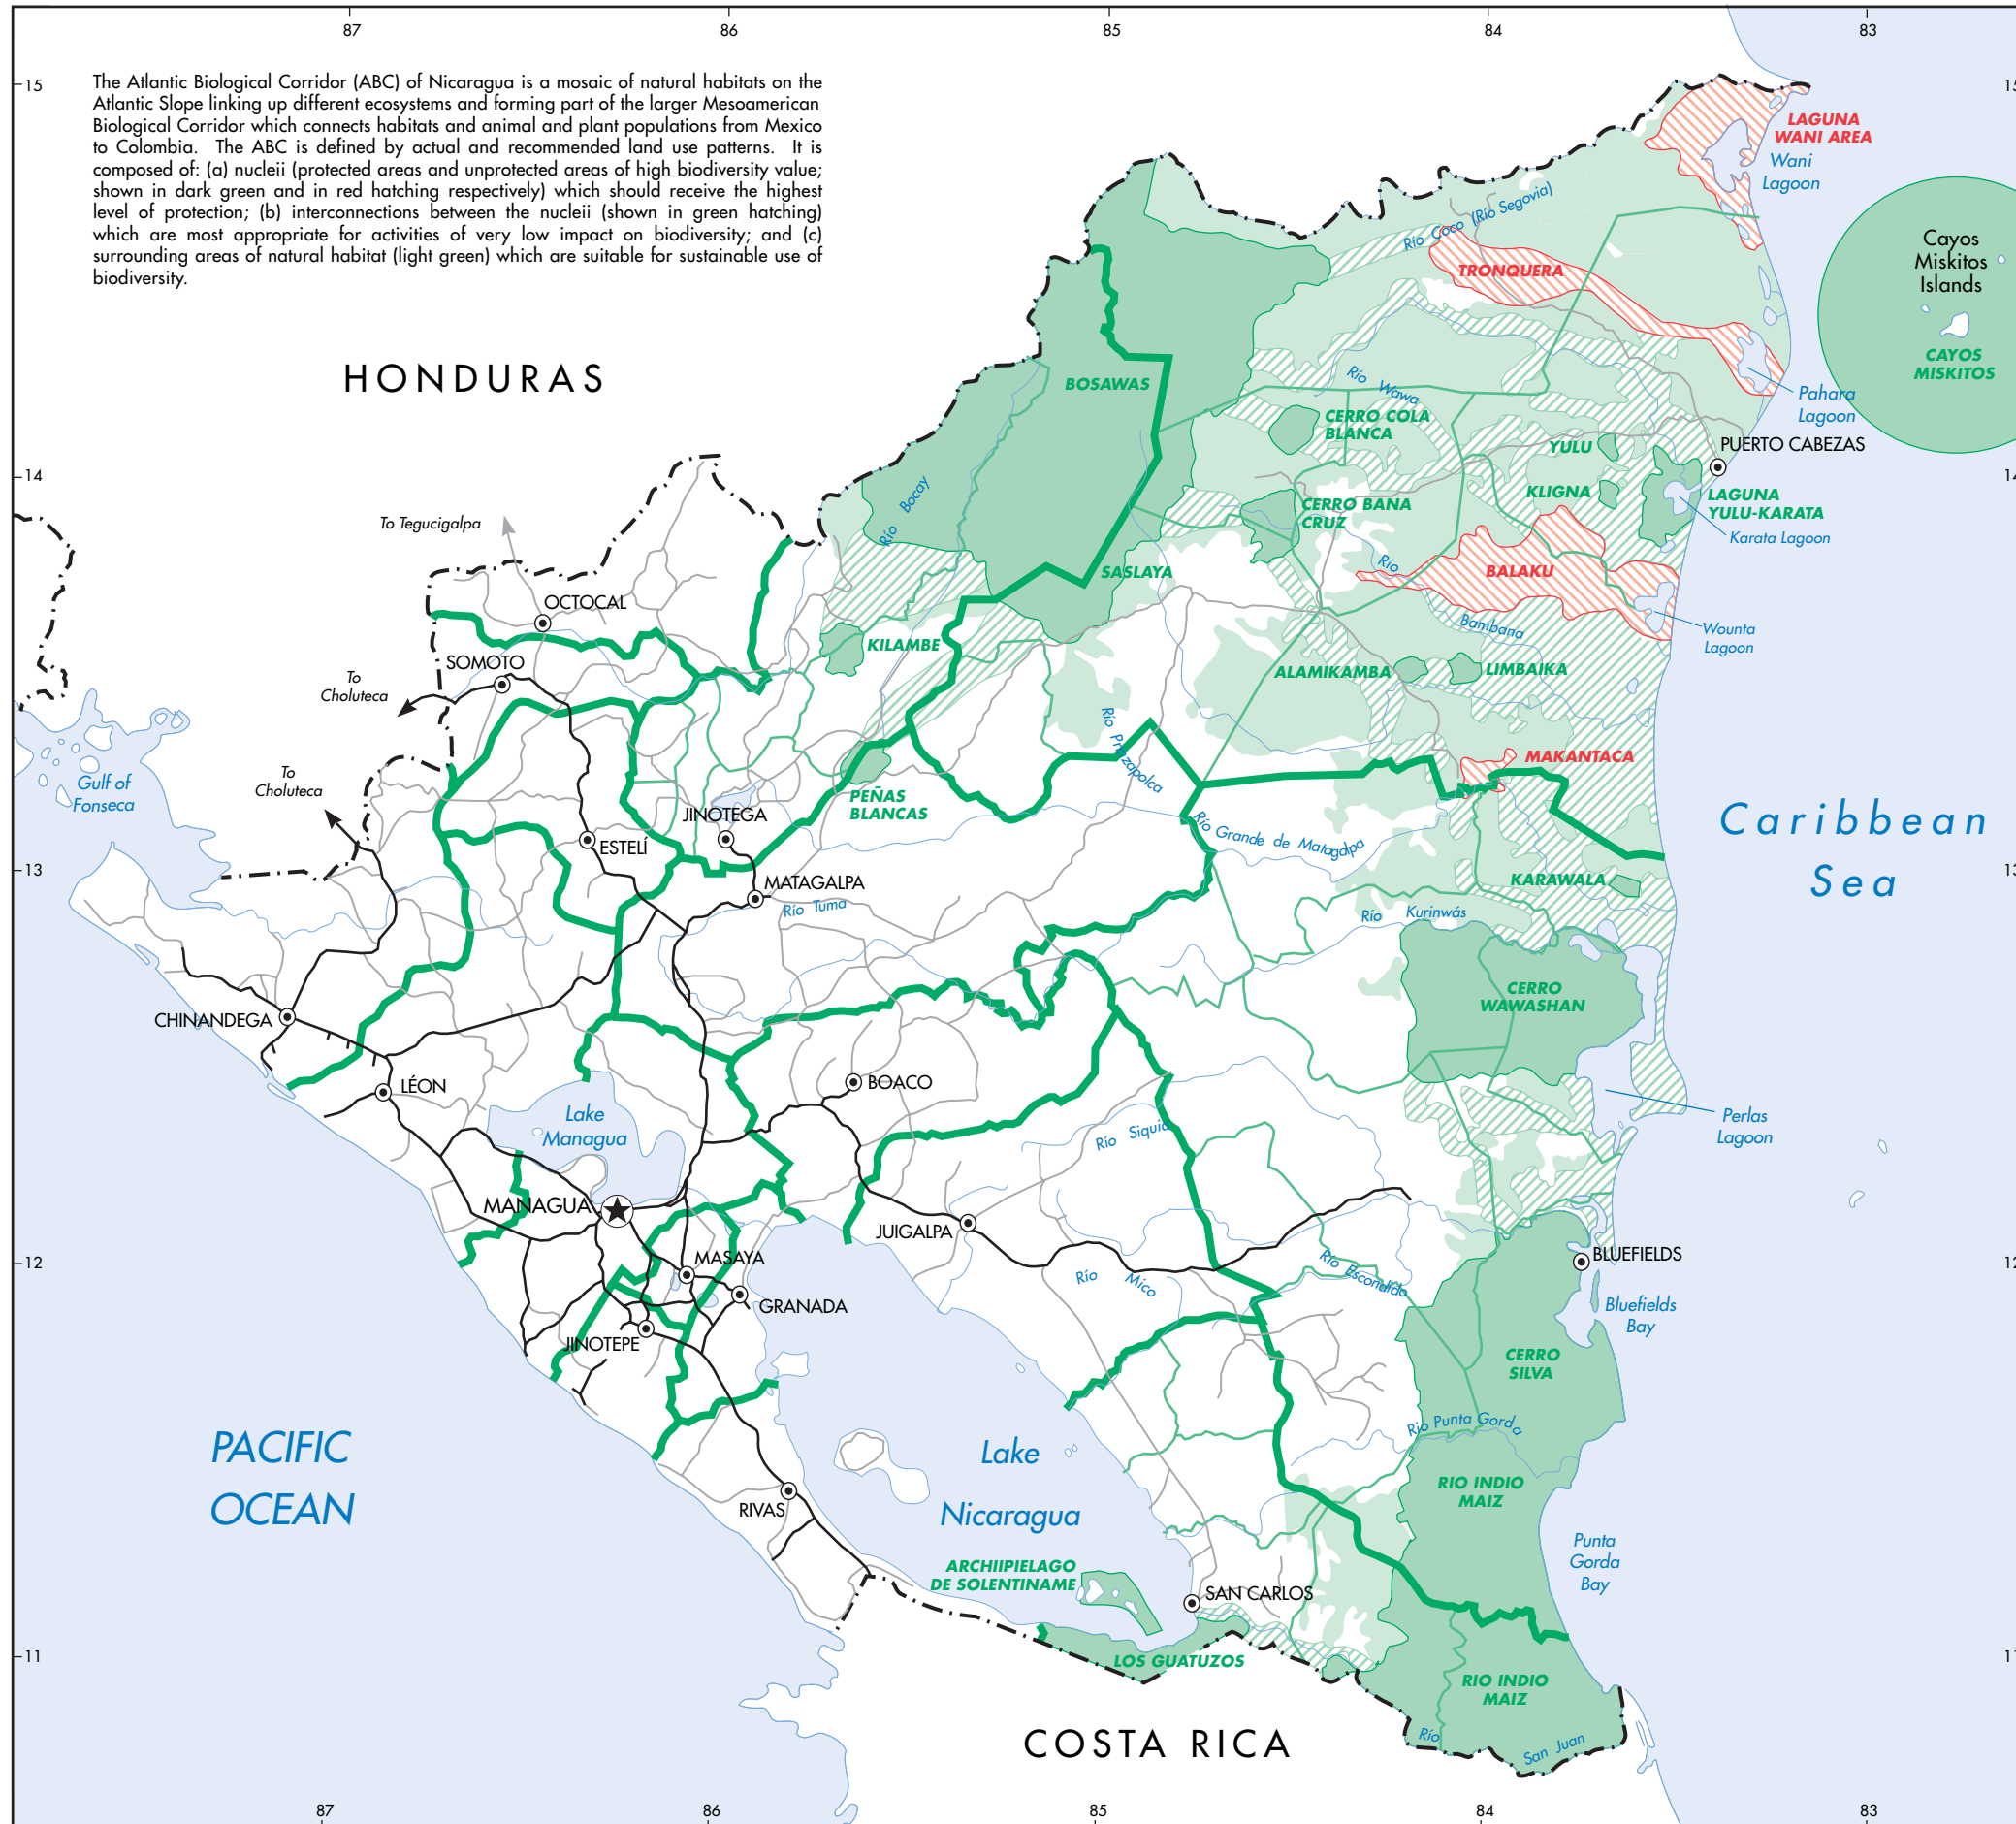 87
86
85
84
83
15
The Atlantic Biological Corridor (ABC) of Nicaragua is a mosaic of natural habitats on the
Atlantic Slope linking up different ecosystems and forming part of the larger Mesoamerican
Biological Corridor which connects habitats and animal and plant populations from Mexico
to Colombia. The ABC is defined by actual and recommended land use patterns. It is
composed of: (a) nucleii (protected areas and unprotected areas of high biodiversity value;
shown in dark green and in red hatching respectively) which should receive the highest
level of protection; (b) interconnections between the nucleii (shown in green hatching)
which are most appropriate for activities of very low impact on biodiversity; and (c)
surrounding areas of natural habitat (light green) which are suitable for sustainable use of
biodiversity.
LAGUNA
WANI AREA
Wani
Lagoon
Río Coco (Río Segovia)
TRONQUERA
Cayos
Miskitos
Islands
CAYOS
MISKITOS
HONDURAS
BOSAWAS
Río Wawa
Pahara
Lagoon
CERRO COLA
BLANCA
YULU
PUERTO CABEZAS
14
Río Bocay
KLIGNA
LAGUNA
YULU-KARATA
Karata Lagoon
CERRO BANA
CRUZ
To Tegucigalpa
SASLAYA
Río
Bambana
BALAKU
OCTOCAL
Wounta
Lagoon
KILAMBE
SOMOTO
To
Choluteca
ALAMIKAMBA
LIMBAIKA
Río Prinzapolca
MAKANTACA
Gulf of
Fonseca
To
Choluteca
PEÑAS
BLANCAS
JINOTEGA
ESTELÍ
Río Grande de Matagalpa
Caribbean
Sea
13
MATAGALPA
Río Tuma
KARAWALA
Río Kurinwás
CERRO
WAWASHAN
CHINANDEGA
LÉON
BOACO
Lake
Managua
Río Siquia
Perlas
Lagoon
MANAGUA
JUIGALPA
12
MASAYA
BLUEFIELDS
Río Mico
Río Escondido
GRANADA
Bluefields
Bay
JINOTEPE
CERRO
SILVA
PACIFIC
OCEAN
Lake
Nicaragua
Rio Punta Gorda
RIO INDIO
MAIZ
RIVAS
Punta
Gorda
Bay
ARCHIIPIELAGO
DE SOLENTINAME
SAN CARLOS
11
LOS GUATUZOS
RIO INDIO
MAIZ
COSTA RICA
Río San Juan
87
86
85
84
83